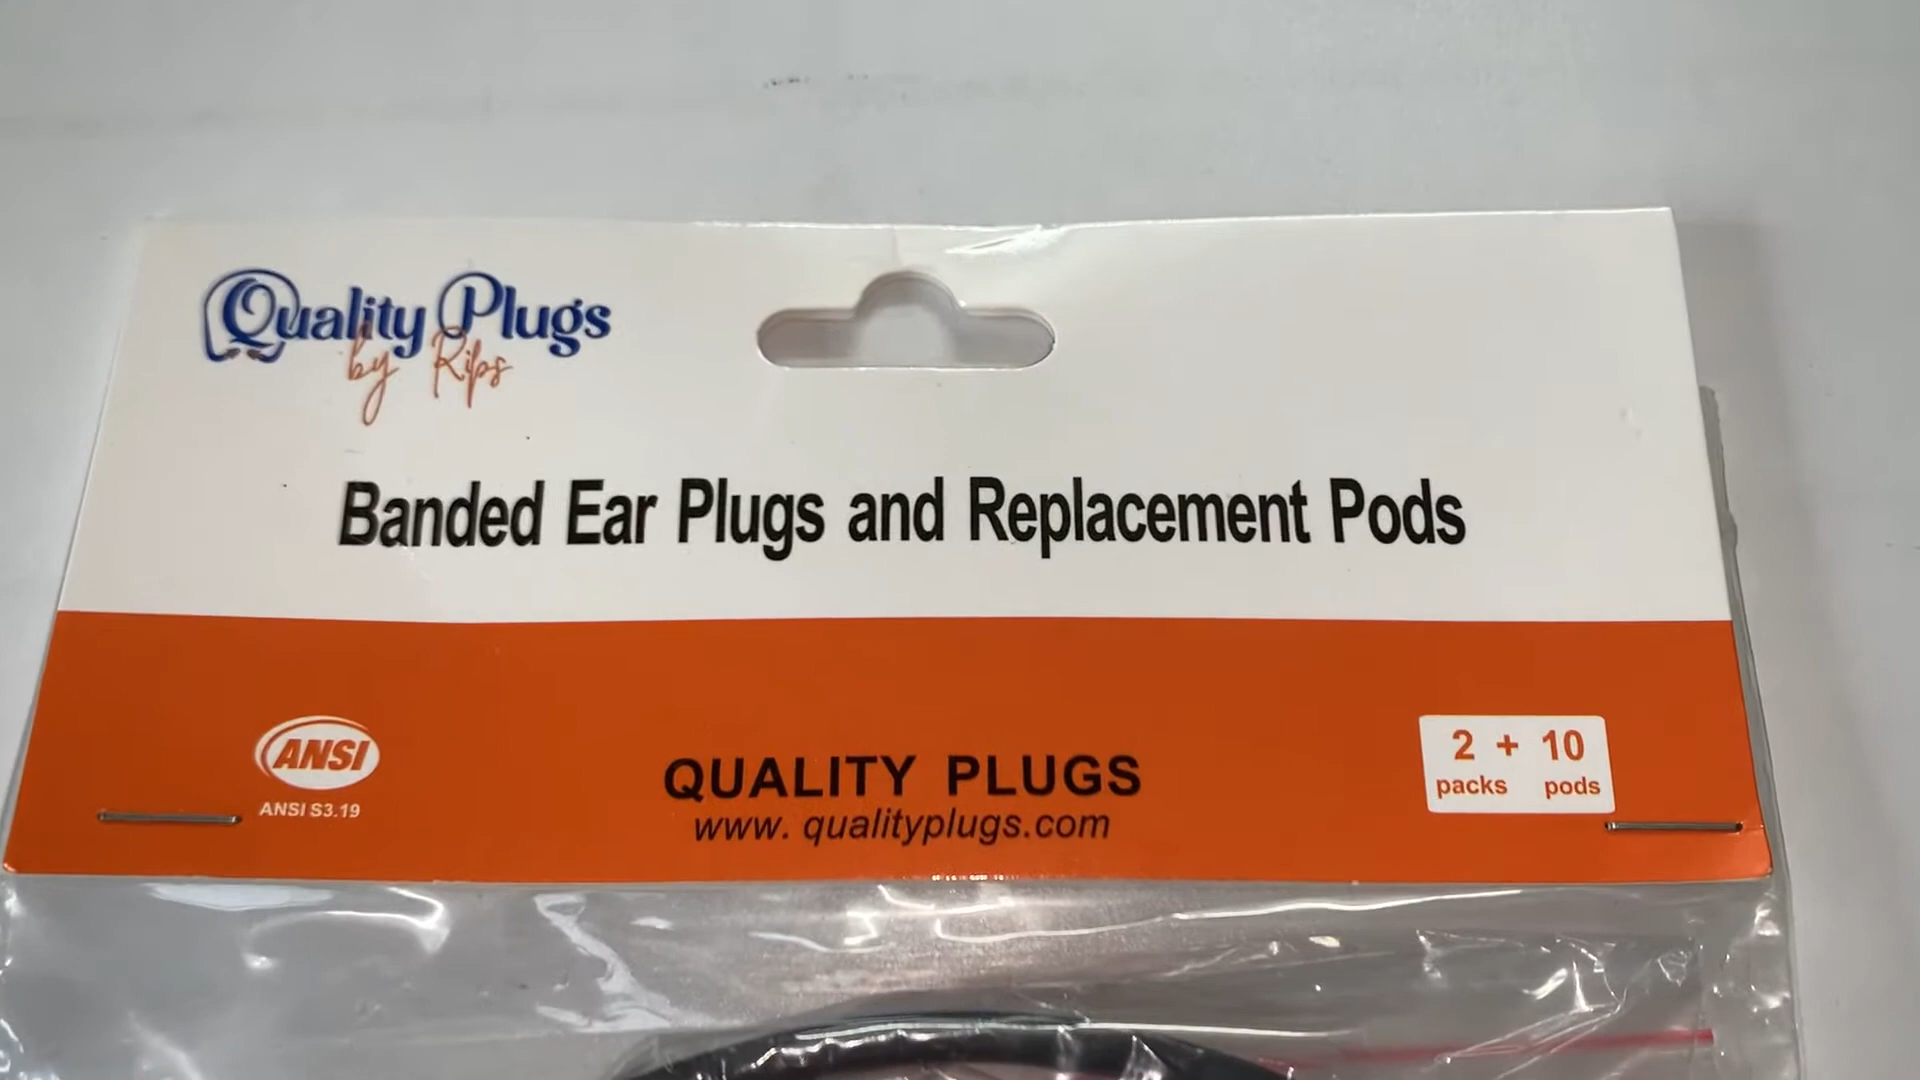 Quality Plugs
by Rips
Banded Ear Plugs and Replacement Pods
ANSI
ANSI S3.19
QUALITY PLUGS
www. qualityplugs.com
2 + 10
packs pods